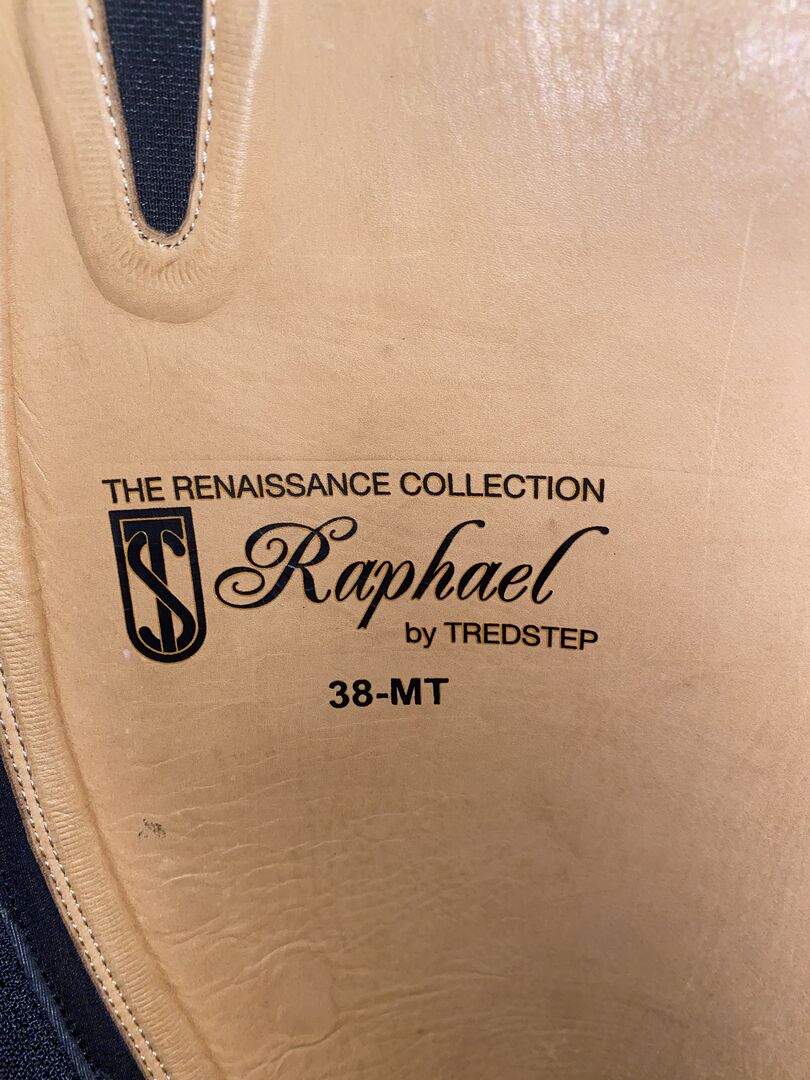 THE RENAISSANCE COLLECTION
TS Raphael
by TREDSTEP
38-MT